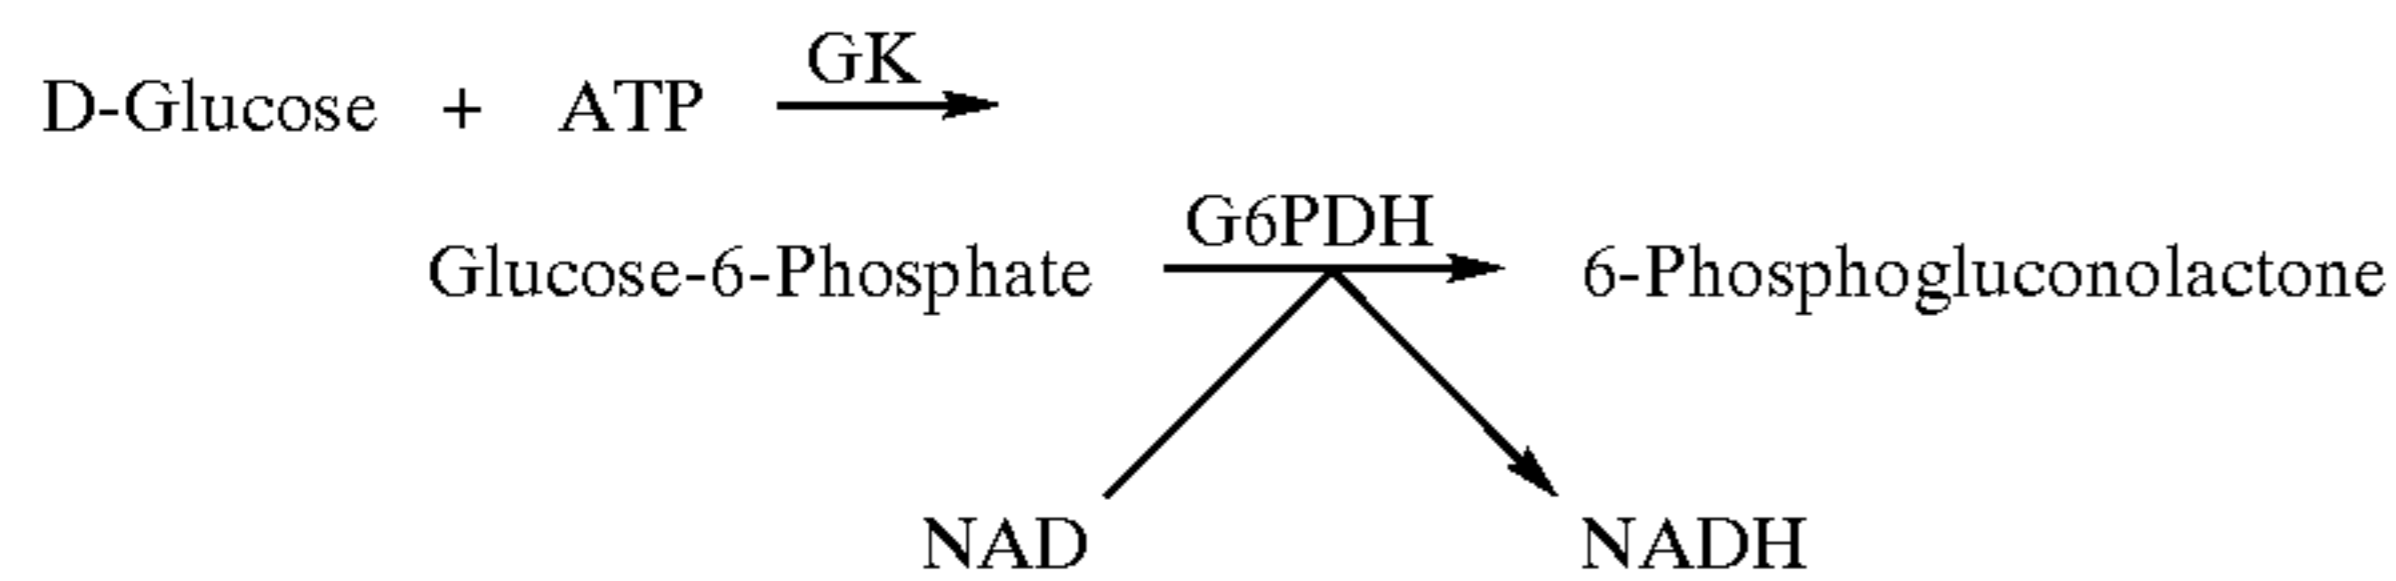 GK
D-Glucose + ATP
G6PDH
Glucose-6-Phosphate 6-Phosphogluconolactone
NAD NADH